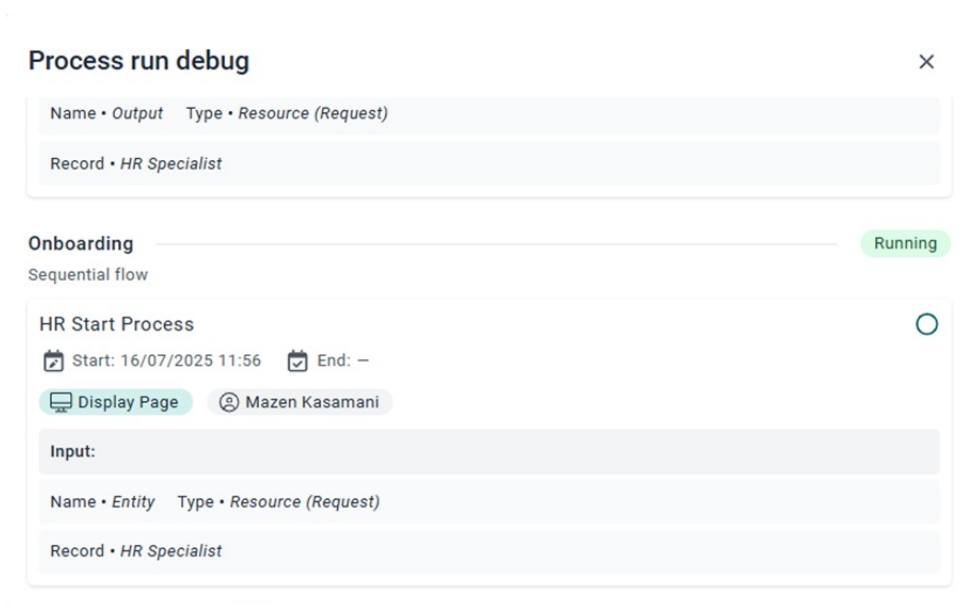 Process run debug
Name • Output Type • Resource (Request)
Record • HR Specialist
Onboarding Running
Sequential flow
HR Start Process
Start: 16/07/2025 11:56 End: —
Display Page Mazen Kasamani
Input:
Name • Entity Type • Resource (Request)
Record • HR Specialist